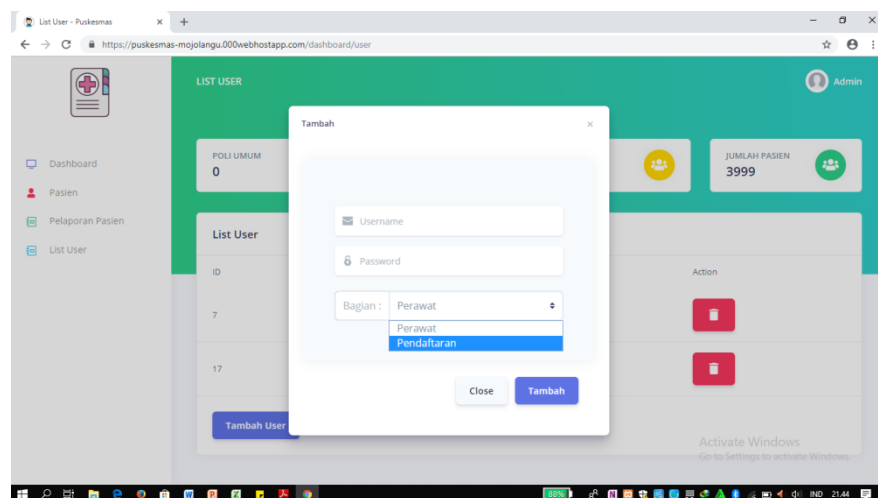 List User - Puskesmas
https://puskesmas-mojolangu.000webhostapp.com/dashboard/user
LIST USER
Admin
Tambah
Dashboard
Pasien
Pelaporan Pasien
List User
POLI UMUM
0
JUMLAH PASIEN
3999
Username
Password
Bagian : Perawat
Perawat
Pendaftaran
Close
Tambah
List User
ID
Action
7
17
Tambah User
Activate Windows
Go to Settings to activate Windows.
88%
IND
21.44